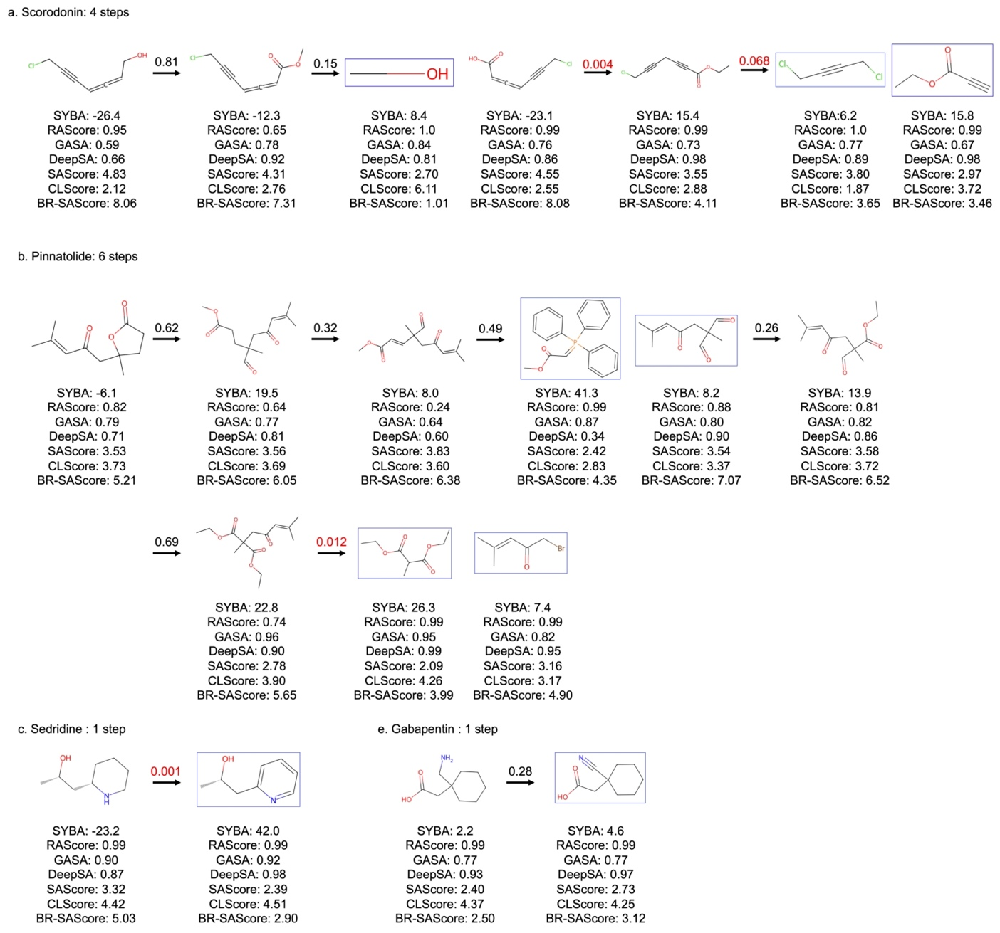 a. Scorodonin: 4 steps
Cl OH 0.81 Cl O O 0.15 OH HO O Cl 0.004 Cl O O 0.068 Cl Cl O O
SYBA: -26.4 SYBA: -12.3 SYBA: 8.4 SYBA: -23.1 SYBA: 15.4 SYBA:6.2 SYBA: 15.8
RAScore: 0.95 RAScore: 0.65 RAScore: 1.0 RAScore: 0.99 RAScore: 0.99 RAScore: 1.0 RAScore: 0.99
GASA: 0.59 GASA: 0.78 GASA: 0.84 GASA: 0.76 GASA: 0.73 GASA: 0.77 GASA: 0.67
DeepSA: 0.66 DeepSA: 0.92 DeepSA: 0.81 DeepSA: 0.86 DeepSA: 0.98 DeepSA: 0.89 DeepSA: 0.98
SAScore: 4.83 SAScore: 4.31 SAScore: 2.70 SAScore: 4.55 SAScore: 3.55 SAScore: 3.80 SAScore: 2.97
CLScore: 2.12 CLScore: 2.76 CLScore: 6.11 CLScore: 2.55 CLScore: 2.88 CLScore: 1.87 CLScore: 3.72
BR-SAScore: 8.06 BR-SAScore: 7.31 BR-SAScore: 1.01 BR-SAScore: 8.08 BR-SAScore: 4.11 BR-SAScore: 3.65 BR-SAScore: 3.46
b. Pinnatolide: 6 steps
O O O 0.62 O O O O 0.32 O O O O 0.49 P O O O O O 0.26 O O O O
SYBA: -6.1 SYBA: 19.5 SYBA: 8.0 SYBA: 41.3 SYBA: 8.2 SYBA: 13.9
RAScore: 0.82 RAScore: 0.64 RAScore: 0.24 RAScore: 0.99 RAScore: 0.88 RAScore: 0.81
GASA: 0.79 GASA: 0.77 GASA: 0.64 GASA: 0.87 GASA: 0.80 GASA: 0.82
DeepSA: 0.71 DeepSA: 0.81 DeepSA: 0.60 DeepSA: 0.34 DeepSA: 0.90 DeepSA: 0.86
SAScore: 3.53 SAScore: 3.56 SAScore: 3.83 SAScore: 2.42 SAScore: 3.54 SAScore: 3.58
CLScore: 3.73 CLScore: 3.69 CLScore: 3.60 CLScore: 2.83 CLScore: 3.37 CLScore: 3.72
BR-SAScore: 5.21 BR-SAScore: 6.05 BR-SAScore: 6.38 BR-SAScore: 4.35 BR-SAScore: 7.07 BR-SAScore: 6.52
0.69 O O O O O 0.012 O O O O O Br
SYBA: 22.8 SYBA: 26.3 SYBA: 7.4
RAScore: 0.74 RAScore: 0.99 RAScore: 0.99
GASA: 0.96 GASA: 0.95 GASA: 0.82
DeepSA: 0.90 DeepSA: 0.99 DeepSA: 0.95
SAScore: 2.78 SAScore: 2.09 SAScore: 3.16
CLScore: 3.90 CLScore: 4.26 CLScore: 3.17
BR-SAScore: 5.65 BR-SAScore: 3.99 BR-SAScore: 4.90
c. Sedridine : 1 step e. Gabapentin : 1 step
OH N H 0.001 OH N NH2 O HO 0.28 N O HO
SYBA: -23.2 SYBA: 42.0 SYBA: 2.2 SYBA: 4.6
RAScore: 0.99 RAScore: 0.99 RAScore: 0.99 RAScore: 0.99
GASA: 0.90 GASA: 0.92 GASA: 0.77 GASA: 0.77
DeepSA: 0.87 DeepSA: 0.98 DeepSA: 0.93 DeepSA: 0.97
SAScore: 3.32 SAScore: 2.39 SAScore: 2.40 SAScore: 2.73
CLScore: 4.42 CLScore: 4.51 CLScore: 4.37 CLScore: 4.25
BR-SAScore: 5.03 BR-SAScore: 2.90 BR-SAScore: 2.50 BR-SAScore: 3.12